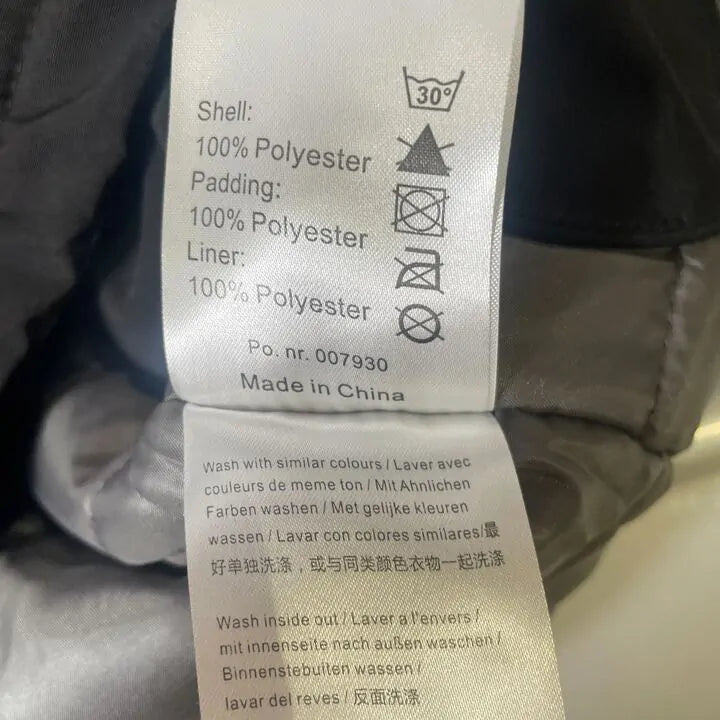 30°
Shell:
100% Polyester
Padding:
100% Polyester
Liner:
100% Polyester
Po. nr. 007930
Made in China
Wash with similar colours / Laver avec
couleurs de meme ton / Mit Ahnlichen
Farben washen / Met gelijke kleuren
wassen / Lavar con colores similares/最
好单独洗涤，或与同类颜色衣物一起洗涤
Wash inside out / Laver a l'envers /
mit innenseite nach außen waschen /
Binnenstebuiten wassen /
lavar del reves / 反面洗涤